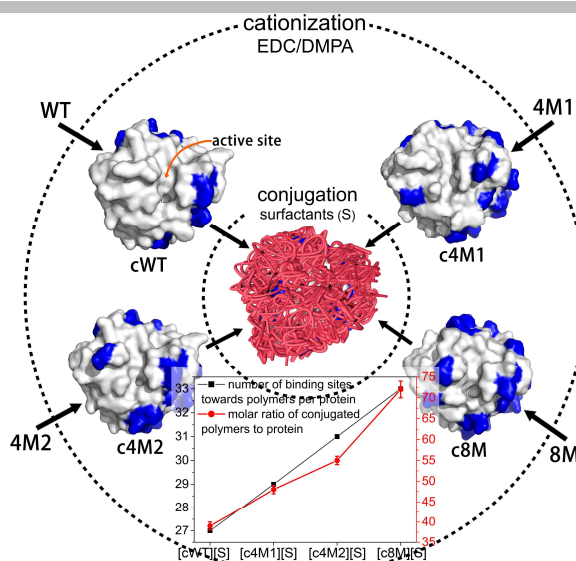 cationization
EDC/DMPA
WT
4M1
active site
conjugation
surfactants (S)
cWT
c4M1
4M2
c4M2
c8M
8M
number of binding sites
towards polymers per protein
molar ratio of conjugated
polymers to protein
33
32
31
30
29
28
27
75
70
65
60
55
50
45
40
35
[cWT][S]
[c4M1][S]
[c4M2][S]
[c8M][S]